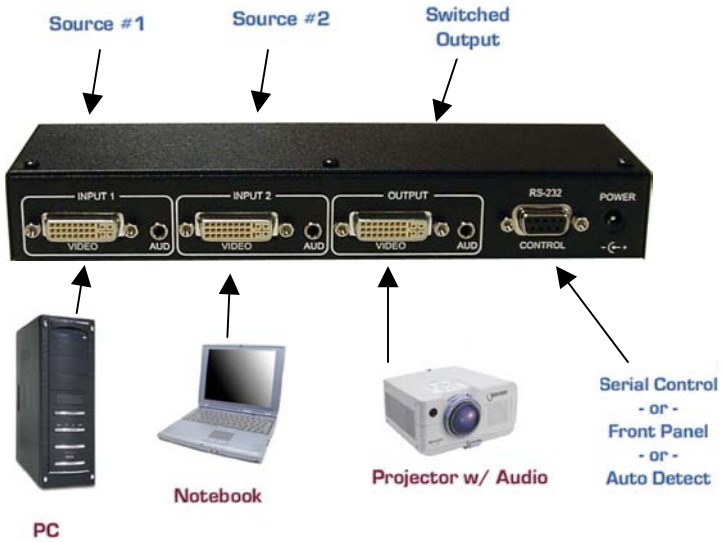 Source #1
Source #2
Switched
Output
INPUT 1
INPUT 2
OUTPUT
RS-232
POWER
VIDEO
AUD
VIDEO
AUD
VIDEO
AUD
CONTROL
- +
Serial Control
- or -
Front Panel
- or -
Auto Detect
Projector w/ Audio
Notebook
PC